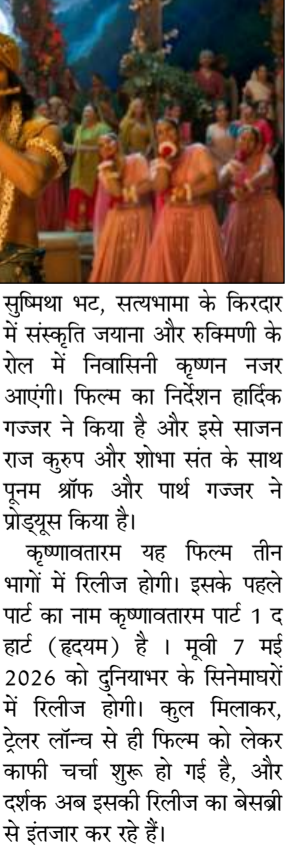 सुष्मिथा भट, सत्यभामा के किरदार
में संस्कृति जयाना और रुक्मिणी के
रोल में निवासिनी कृष्णन नजर
आएंगी। फिल्म का निर्देशन हार्दिक
गज्जर ने किया है और इसे साजन
राज कुरुप और शोभा संत के साथ
पूनम श्रॉफ और पार्थ गज्जर ने
प्रोड्यूस किया है।
कृष्णावतारम यह फिल्म तीन
भागों में रिलीज होगी। इसके पहले
पार्ट का नाम कृष्णावतारम पार्ट 1 द
हार्ट (हृदयम) है । मूवी 7 मई
2026 को दुनियाभर के सिनेमाघरों
में रिलीज होगी। कुल मिलाकर,
ट्रेलर लॉन्च से ही फिल्म को लेकर
काफी चर्चा शुरू हो गई है, और
दर्शक अब इसकी रिलीज का बेसब्री
से इंतजार कर रहे हैं।